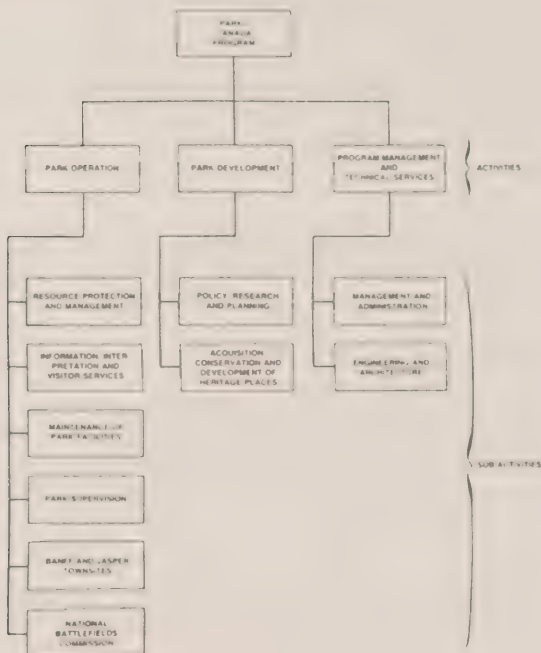 PARKS
CANADA
PROGRAM
PARK OPERATION
PARK DEVELOPMENT
PROGRAM MANAGEMENT
AND
TECHNICAL SERVICES
ACTIVITIES
RESOURCE PROTECTION
AND MANAGEMENT
POLICY, RESEARCH
AND PLANNING
MANAGEMENT AND
ADMINISTRATION
INFORMATION, INTER
PRETATION AND
VISITOR SERVICES
ACQUISITION
CONSERVATION AND
DEVELOPMENT OF
HERITAGE PLACES
ENGINEERING AND
ARCHITECTURE
MAINTENANCE OF
PARK FACILITIES
SUB ACTIVITIES
PARK SUPERVISION
BANFF AND JASPER
TOWNSITES
NATIONAL
BATTLEFIELDS
COMMISSION